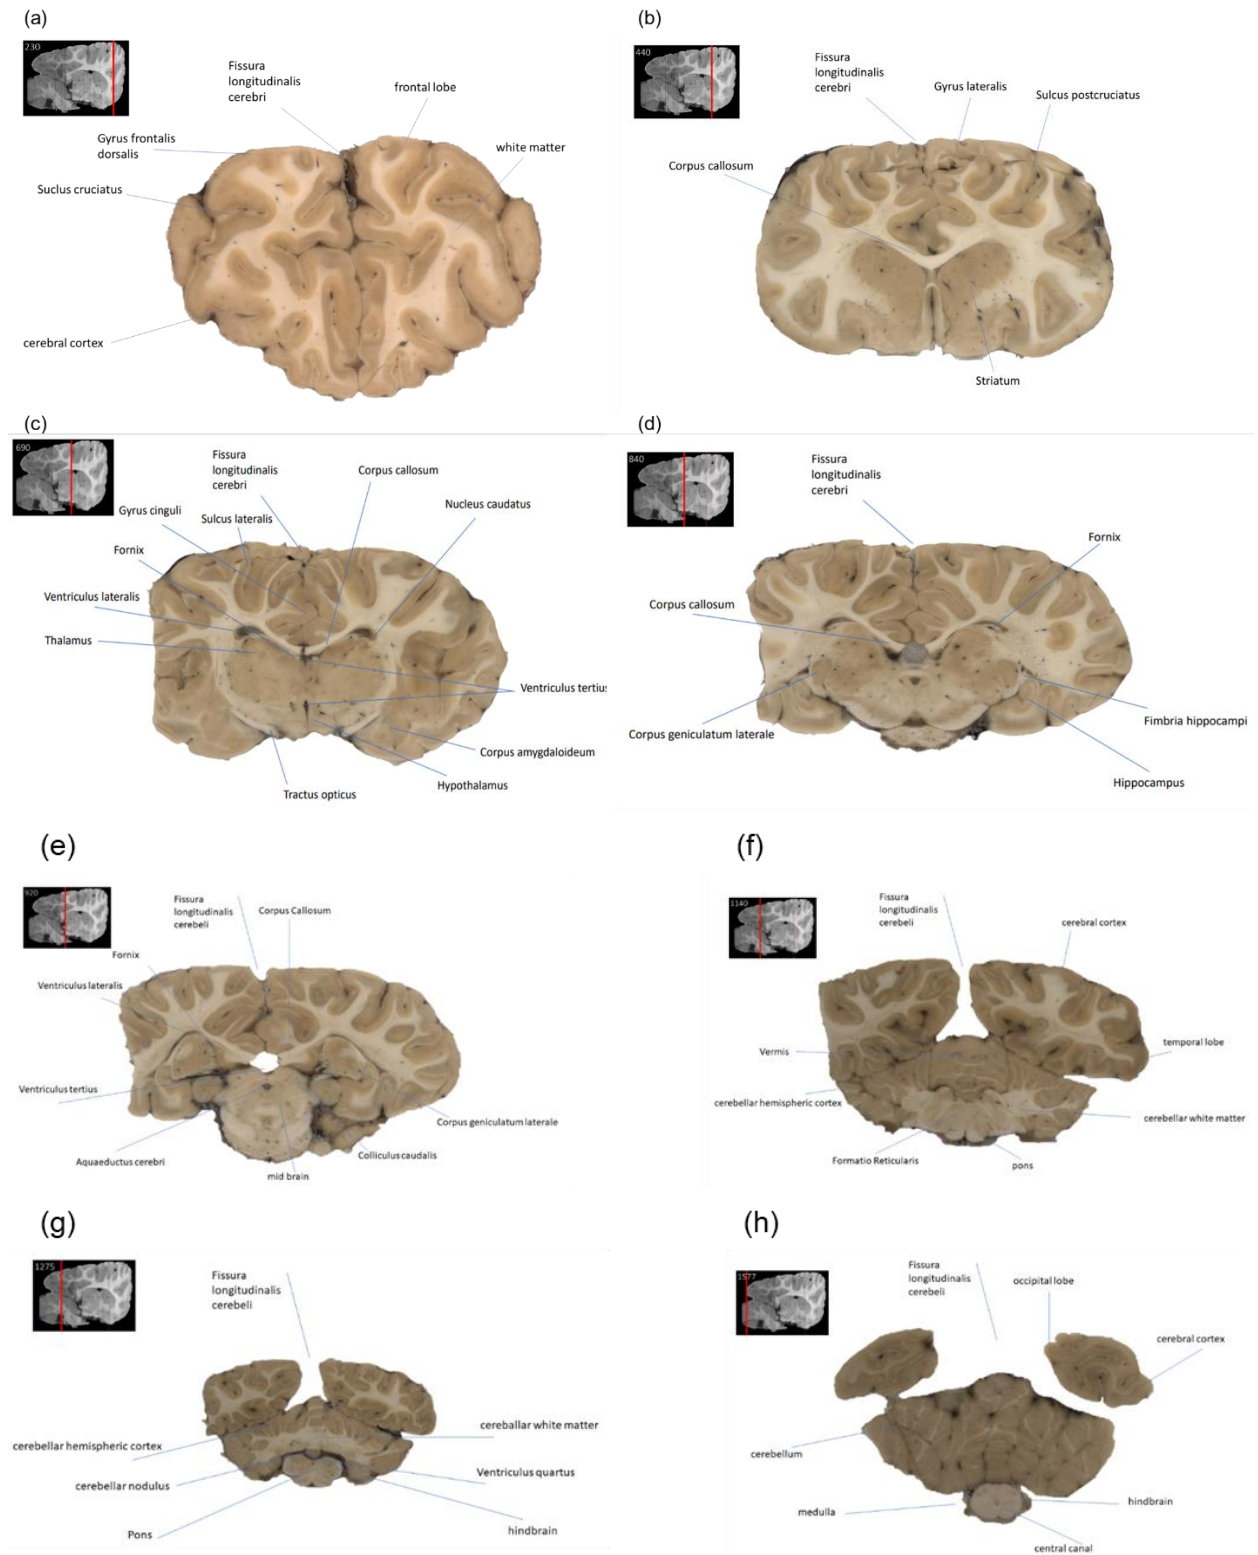 (a)
230
Fissura
longitudinalis
cerebri
frontal lobe
Gyrus frontalis
dorsalis
white matter
Suclus cruciatus
cerebral cortex
(b)
440
Fissura
longitudinalis
cerebri
Gyrus lateralis
Sulcus postcruciatus
Corpus callosum
Striatum
(c)
690
Fissura
longitudinalis
cerebri
Corpus callosum
Gyrus cinguli
Sulcus lateralis
Nucleus caudatus
Fornix
Ventriculus lateralis
Thalamus
Ventriculus tertius
Corpus amygdaloideum
Hypothalamus
Tractus opticus
(d)
840
Fissura
longitudinalis
cerebri
Fornix
Corpus callosum
Fimbria hippocampi
Corpus geniculatum laterale
Hippocampus
(e)
920
Fissura
longitudinalis
cerebeli
Corpus Callosum
Fornix
Ventriculus lateralis
Ventriculus tertius
Corpus geniculatum laterale
Colliculus caudalis
Aquaeductus cerebri
mid brain
(f)
1140
Fissura
longitudinalis
cerebeli
cerebral cortex
temporal lobe
Vermis
cerebellar hemispheric cortex
cerebellar white matter
Formatio Reticularis
pons
(g)
1275
Fissura
longitudinalis
cerebeli
cereballar white matter
cerebellar hemispheric cortex
Ventriculus quartus
cerebellar nodulus
hindbrain
Pons
(h)
1577
Fissura
longitudinalis
cerebeli
occipital lobe
cerebral cortex
cerebellum
hindbrain
medulla
central canal